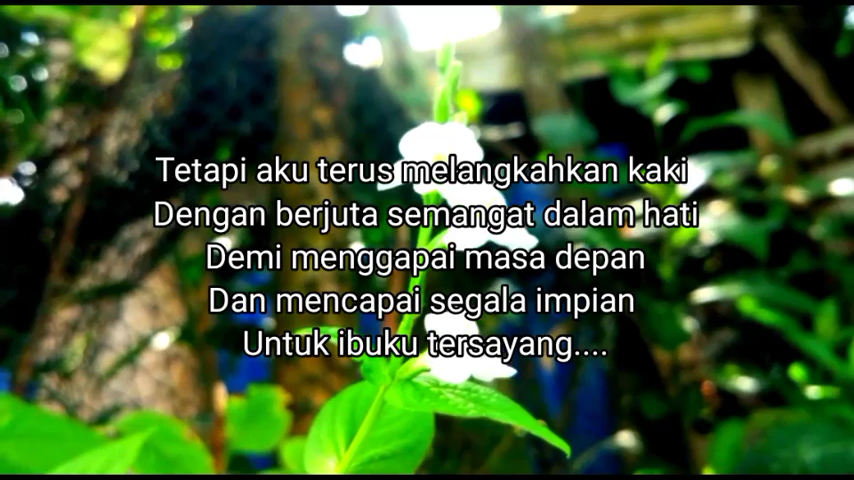 Tetapi aku terus melangkahkan kaki
Dengan berjuta semangat dalam hati
Demi menggapai masa depan
Dan mencapai segala impian
Untuk ibuku tersayang....